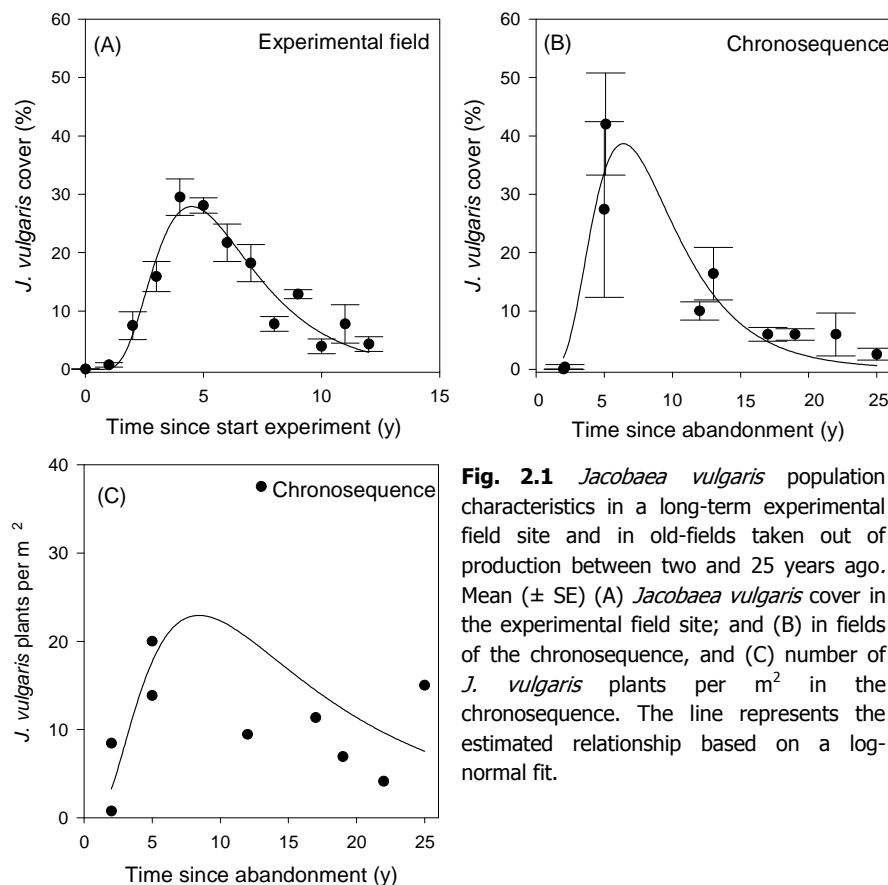 60
50
40
30
20
10
0
(A)
Experimental field
J. vulgaris cover (%)
0 5 10 15
Time since start experiment (y)
60
50
40
30
20
10
0
(B)
Chronosequence
J. vulgaris cover (%)
0 5 10 15 20 25
Time since abandonment (y)
40
30
20
10
0
(C)
Chronosequence
J. vulgaris plants per m 2
0 5 10 15 20 25
Time since abandonment (y)
Fig. 2.1 Jacobaea vulgaris population
characteristics in a long-term experimental
field site and in old-fields taken out of
production between two and 25 years ago.
Mean (± SE) (A) Jacobaea vulgaris cover in
the experimental field site; and (B) in fields
of the chronosequence, and (C) number of
J. vulgaris plants per m² in the
chronosequence. The line represents the
estimated relationship based on a log-
normal fit.